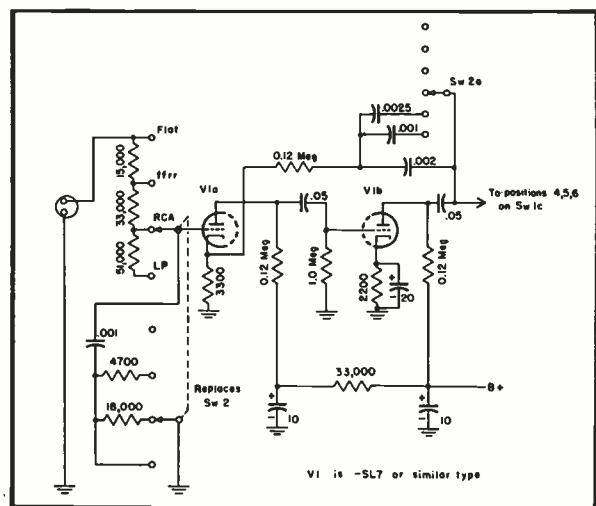 Sw 2a
.0025
.001
.002
0.12 Meg
Flat
15,000
ffrr
33,000
RCA
51,000
LP
V1a
.05
V1b
.05
To positions 4,5,6
on Sw 1c
3300
0.12 Meg
1.0 Meg
2200
+
-
20
0.12 Meg
.001
4700
18,000
Replaces
Sw 2
33,000
B+
+
-
10
+
-
10
V1 is -SL7 or similar type